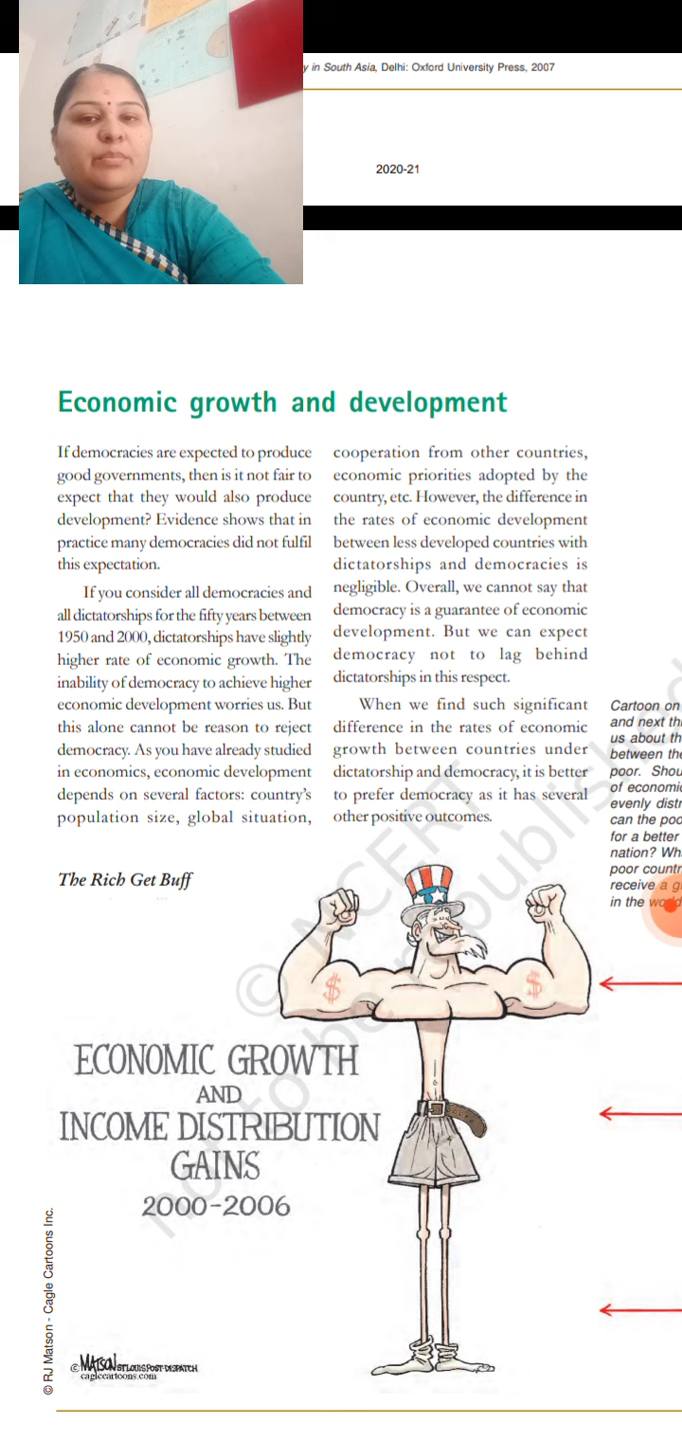 y in South Asia, Delhi: Oxford University Press, 2007
2020-21
Economic growth and development
If democracies are expected to produce
good governments, then is it not fair to
expect that they would also produce
development? Evidence shows that in
practice many democracies did not fulfil
this expectation.
If you consider all democracies and
all dictatorships for the fifty years between
1950 and 2000, dictatorships have slightly
higher rate of economic growth. The
inability of democracy to achieve higher
economic development worries us. But
this alone cannot be reason to reject
democracy. As you have already studied
in economics, economic development
depends on several factors: country's
population size, global situation,
cooperation from other countries,
economic priorities adopted by the
country, etc. However, the difference in
the rates of economic development
between less developed countries with
dictatorships and democracies is
negligible. Overall, we cannot say that
democracy is a guarantee of economic
development. But we can expect
democracy not to lag behind
dictatorships in this respect.
When we find such significant
difference in the rates of economic
growth between countries under
dictatorship and democracy, it is better
to prefer democracy as it has several
other positive outcomes.
Cartoon on
and next th
us about th
between the
poor. Shou
of economic
evenly distr
can the poo
for a better
nation? Wh
poor countr
receive a g
in the world
The Rich Get Buff
$ $
ECONOMIC GROWTH
AND
INCOME DISTRIBUTION
GAINS
2000-2006
© RJ Matson - Cagle Cartoons Inc.
© MATSON ST. LOUIS POST-DISPATCH
caglecartoons.com
© NCERT
not to be republished